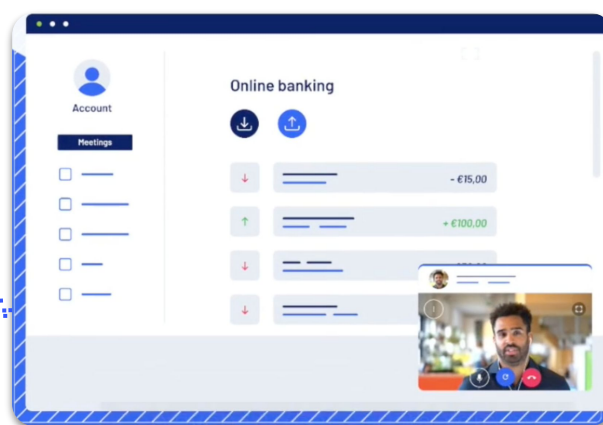 Online banking
Account
Meetings
- €15,00
+ €100,00